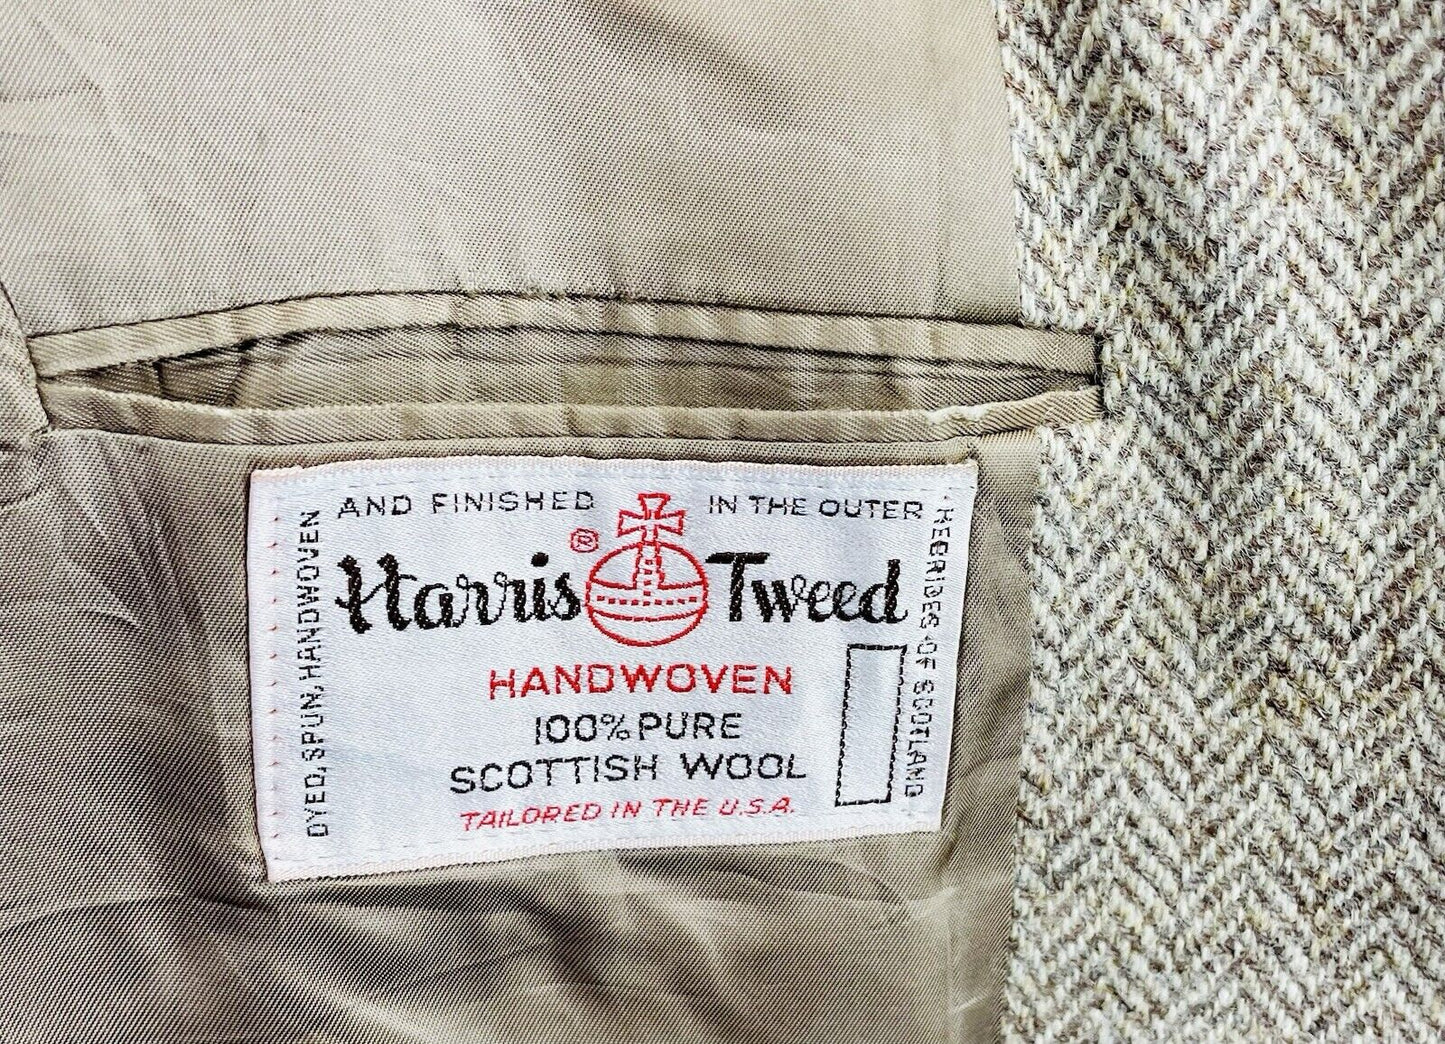 DYED, SPUN, HANDWOVEN
AND FINISHED IN THE OUTER
HEBRIDES OF SCOTLAND
Harris ® Tweed
HANDWOVEN
100% PURE
SCOTTISH WOOL
TAILORED IN THE U.S.A.